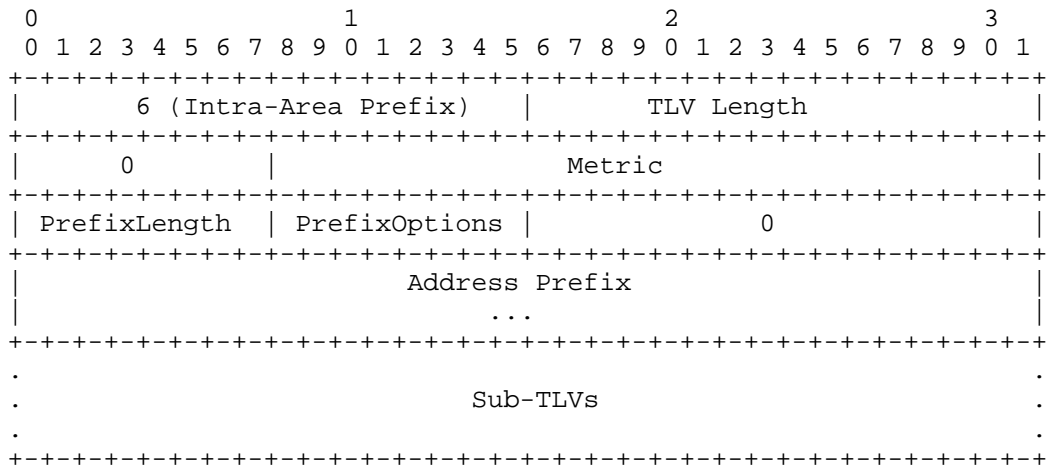 0                   1                   2                   3
 0 1 2 3 4 5 6 7 8 9 0 1 2 3 4 5 6 7 8 9 0 1 2 3 4 5 6 7 8 9 0 1
+-+-+-+-+-+-+-+-+-+-+-+-+-+-+-+-+-+-+-+-+-+-+-+-+-+-+-+-+-+-+-+-+
|       6 (Intra-Area Prefix)   |       TLV Length              |
+-+-+-+-+-+-+-+-+-+-+-+-+-+-+-+-+-+-+-+-+-+-+-+-+-+-+-+-+-+-+-+-+
|      0        |                  Metric                       |
+-+-+-+-+-+-+-+-+-+-+-+-+-+-+-+-+-+-+-+-+-+-+-+-+-+-+-+-+-+-+-+-+
| PrefixLength  | PrefixOptions |              0                |
+-+-+-+-+-+-+-+-+-+-+-+-+-+-+-+-+-+-+-+-+-+-+-+-+-+-+-+-+-+-+-+-+
|                        Address Prefix                         |
|                             ...                               |
+-+-+-+-+-+-+-+-+-+-+-+-+-+-+-+-+-+-+-+-+-+-+-+-+-+-+-+-+-+-+-+-+
.                                                               .
.                            Sub-TLVs                           .
.                                                               .
+-+-+-+-+-+-+-+-+-+-+-+-+-+-+-+-+-+-+-+-+-+-+-+-+-+-+-+-+-+-+-+-+